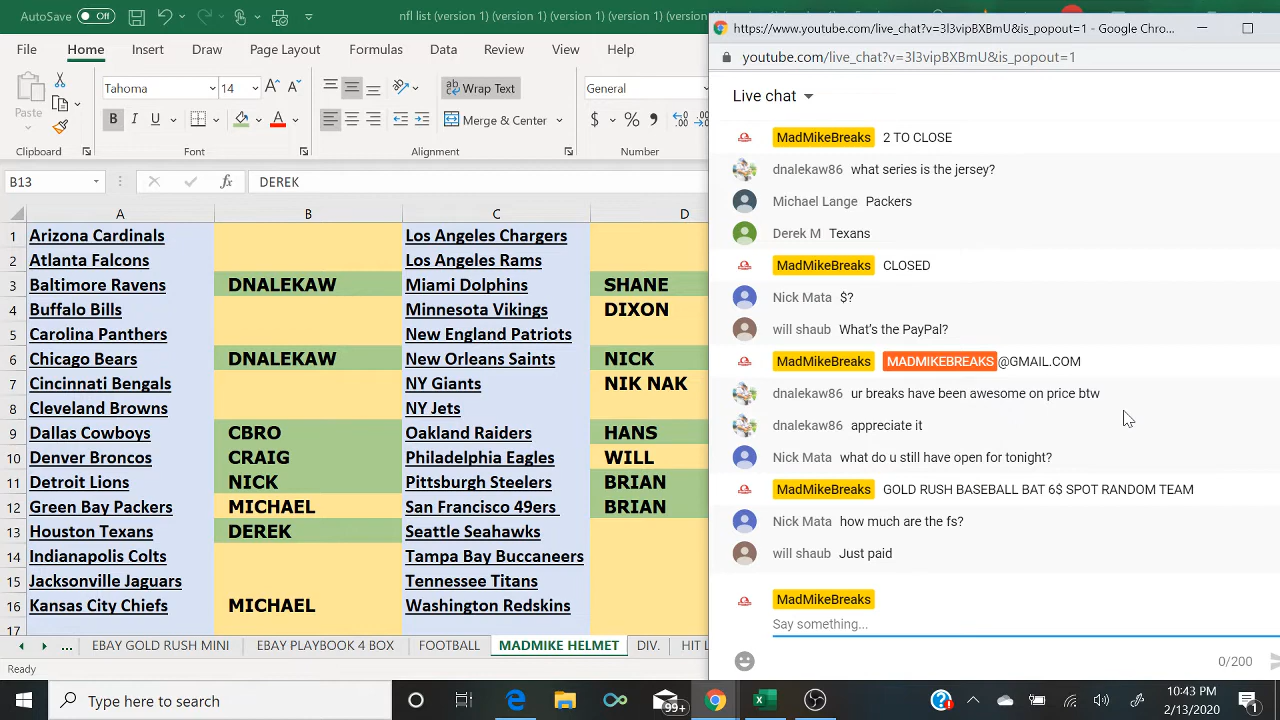 AutoSave Off nfl list (version 1) (version 1) (version 1) (version 1) (version 1)
File Home Insert Draw Page Layout Formulas Data Review View Help
Paste
Tahoma 14
Wrap Text
General
B I U
Merge & Center
$ %
Clipboard Font Alignment Number
B13 fx DEREK
A B C D
1 Arizona Cardinals Los Angeles Chargers
2 Atlanta Falcons Los Angeles Rams
3 Baltimore Ravens DNALEKAW Miami Dolphins SHANE
4 Buffalo Bills Minnesota Vikings DIXON
5 Carolina Panthers New England Patriots
6 Chicago Bears DNALEKAW New Orleans Saints NICK
7 Cincinnati Bengals NY Giants NIK NAK
8 Cleveland Browns NY Jets
9 Dallas Cowboys CBRO Oakland Raiders HANS
10 Denver Broncos CRAIG Philadelphia Eagles WILL
11 Detroit Lions NICK Pittsburgh Steelers BRIAN
12 Green Bay Packers MICHAEL San Francisco 49ers BRIAN
13 Houston Texans DEREK Seattle Seahawks
14 Indianapolis Colts Tampa Bay Buccaneers
15 Jacksonville Jaguars Tennessee Titans
16 Kansas City Chiefs MICHAEL Washington Redskins
17
... EBAY GOLD RUSH MINI EBAY PLAYBOOK 4 BOX FOOTBALL MADMIKE HELMET DIV. HIT L
Ready
https://www.youtube.com/live_chat?v=3l3vipBXBmU&is_popout=1 - Google Chro...
youtube.com/live_chat?v=3l3vipBXBmU&is_popout=1
Live chat
MadMikeBreaks 2 TO CLOSE
dnalekaw86 what series is the jersey?
Michael Lange Packers
Derek M Texans
MadMikeBreaks CLOSED
Nick Mata $?
will shaub What's the PayPal?
MadMikeBreaks MADMIKEBREAKS@GMAIL.COM
dnalekaw86 ur breaks have been awesome on price btw
dnalekaw86 appreciate it
Nick Mata what do u still have open for tonight?
MadMikeBreaks GOLD RUSH BASEBALL BAT 6$ SPOT RANDOM TEAM
Nick Mata how much are the fs?
will shaub Just paid
MadMikeBreaks
Say something...
0/200
Type here to search
99+
10:43 PM
2/13/2020
1